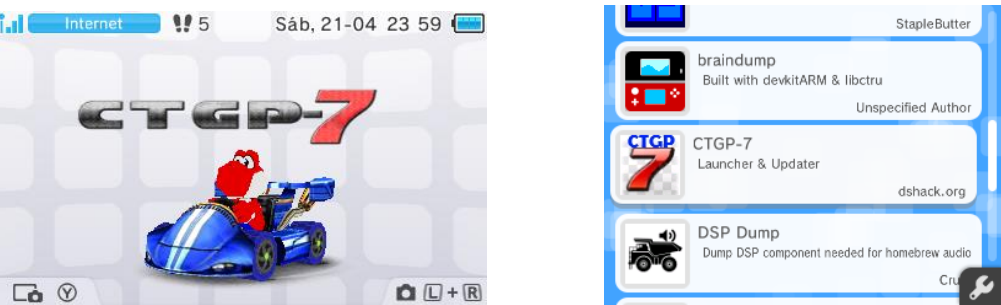 Internet 5 Sáb, 21-04 23 59
CTGP-7
Y L + R
StapleButter
braindump
Built with devkitARM & libctru
Unspecified Author
CTGP
7
CTGP-7
Launcher & Updater
dshack.org
DSP Dump
Dump DSP component needed for homebrew audio